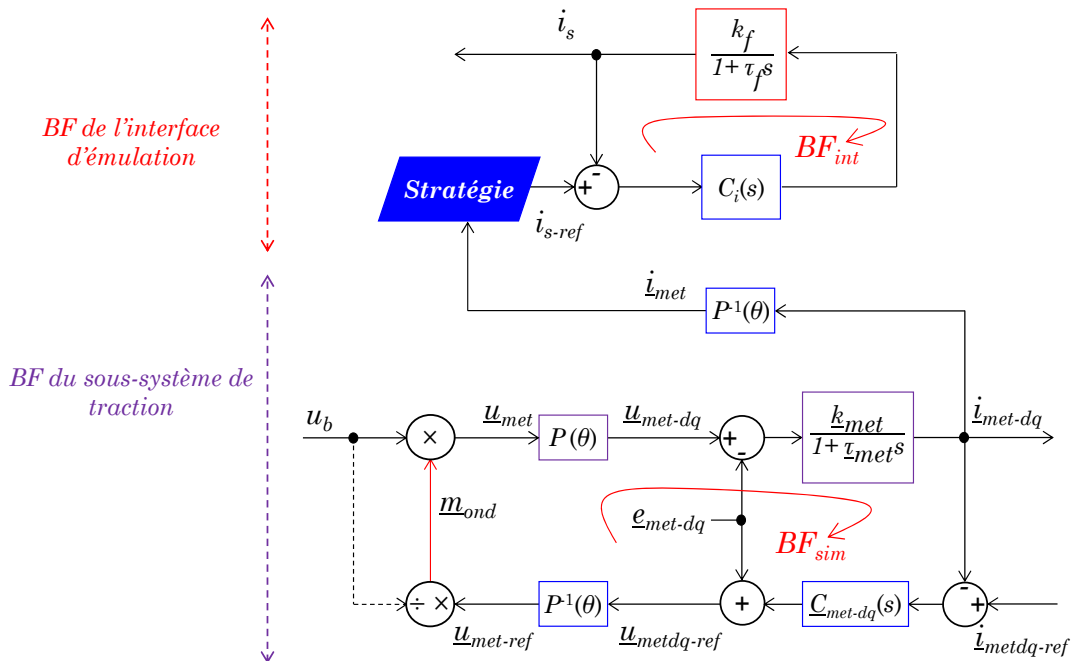 i_s
k_f
1+ τ_f s
BF de l'interface
d'émulation
BF_int
Stratégie
+
-
C_i(s)
i_s-ref
i_met
P⁻¹(θ)
BF du sous-système de
traction
u_b
×
u_met
P(θ)
u_met-dq
+
-
k_met
1+ τ_met s
i_met-dq
m_ond
e_met-dq
BF_sim
÷ ×
P⁻¹(θ)
+
C_met-dq(s)
-
+
u_met-ref
u_metdq-ref
i_metdq-ref